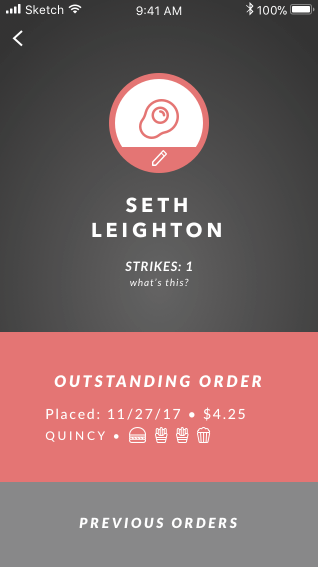 Sketch 9:41 AM 100%
SETH
LEIGHTON
STRIKES: 1
what's this?
OUTSTANDING ORDER
Placed: 11/27/17 • $4.25
QUINCY •
PREVIOUS ORDERS